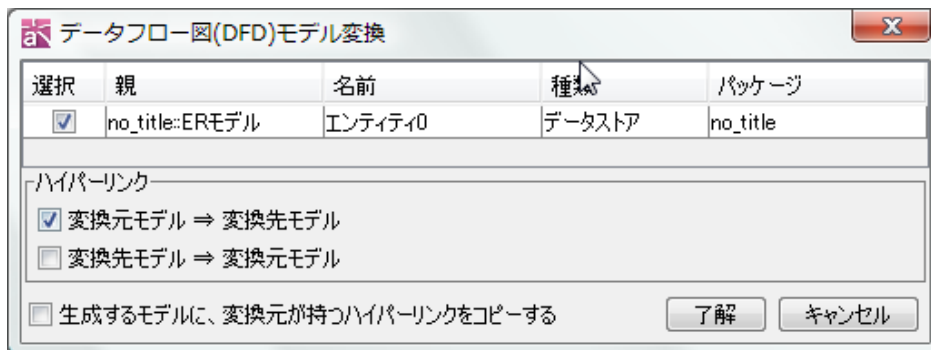 データフロー図(DFD)モデル変換
選択 親 名前 種類 パッケージ
no_title::ERモデル エンティティ0 データストア no_title
ハイパーリンク
変換元モデル ⇒ 変換先モデル
変換先モデル ⇒ 変換元モデル
生成するモデルに、変換元が持つハイパーリンクをコピーする 了解 キャンセル